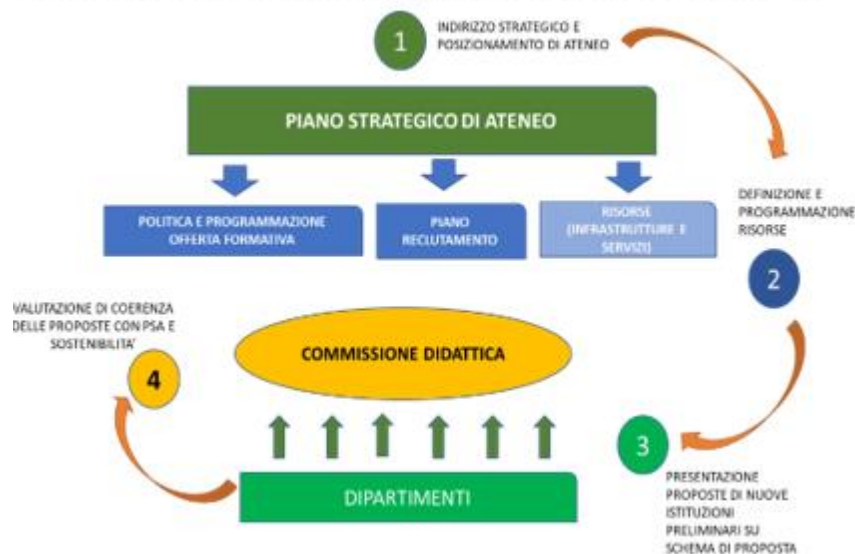 1
INDIRIZZO STRATEGICO E
POSIZIONAMENTO DI ATENEO
PIANO STRATEGICO DI ATENEO
POLITICA E PROGRAMMAZIONE
OFFERTA FORMATIVA
PIANO
RECLUTAMENTO
RISORSE
(INFRASTRUTTURE E
SERVIZI)
DEFINIZIONE E
PROGRAMMAZIONE
RISORSE
2
VALUTAZIONE DI COERENZA
DELLE PROPOSTE CON PSA E
SOSTENIBILITA'
4
COMMISSIONE DIDATTICA
3
PRESENTAZIONE
PROPOSTE DI NUOVE
ISTITUZIONI
PRELIMINARI SU
SCHEMA DI PROPOSTA
DIPARTIMENTI